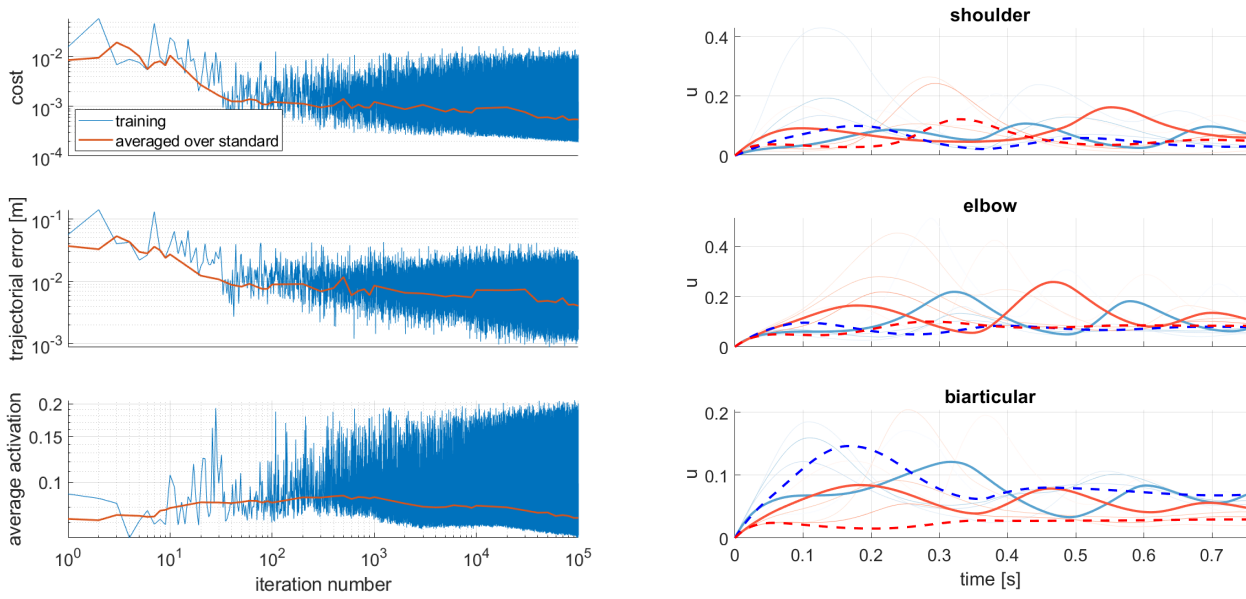 cost
10^-2
10^-3
10^-4
training
averaged over standard
trajectorial error [m]
10^-1
10^-2
10^-3
average activation
0.2
0.15
0.1
10^0
10^1
10^2
10^3
10^4
10^5
iteration number
shoulder
u
0.4
0.2
0
elbow
u
0.4
0.2
0
biarticular
u
0.2
0.1
0
0
0.1
0.2
0.3
0.4
0.5
0.6
0.7
time [s]